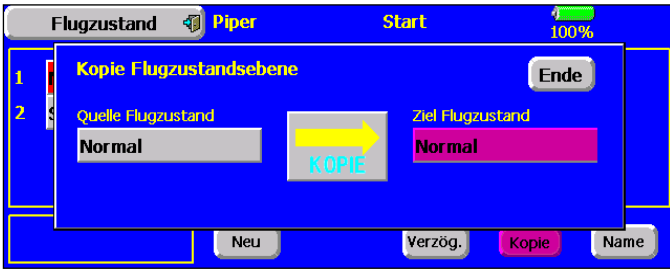 Flugzustand Piper Start 100%
Kopie Flugzustandsebene Ende
1
2
Quelle Flugzustand Ziel Flugzustand
Normal KOPIE Normal
Neu Verzög. Kopie Name